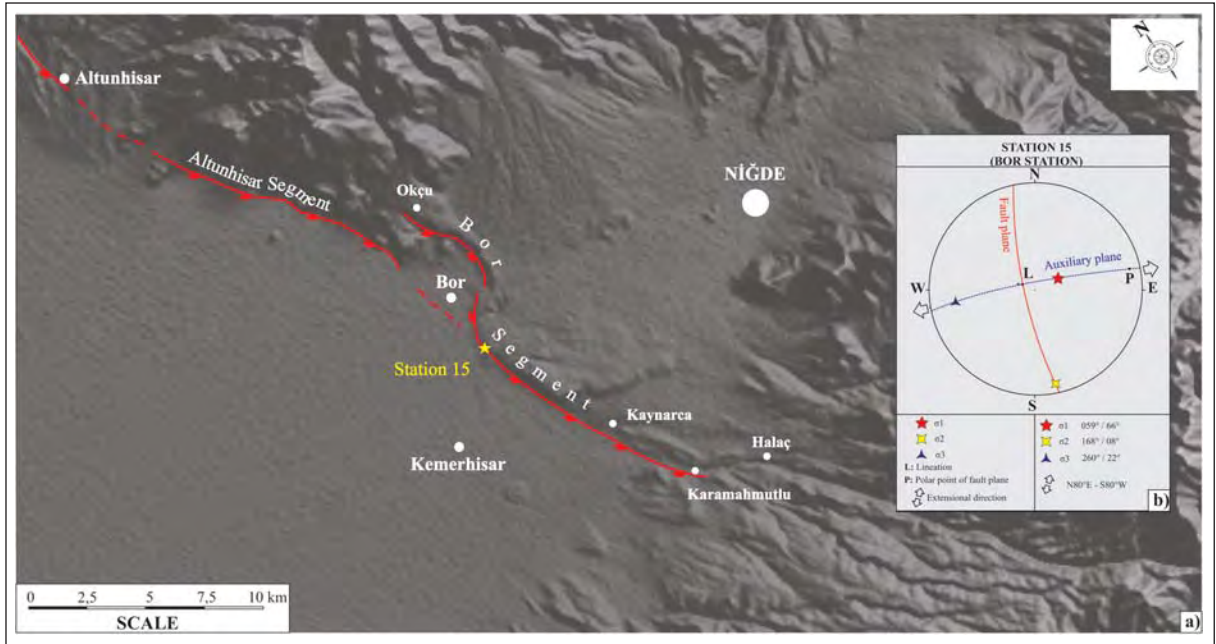 N
Altunhisar
Altunhisar Segment
Okçu
Bor
Segment
NİĞDE
Bor
Station 15
Kaynarca
Halaç
Kemerhisar
Karamahmutlu
0 2,5 5 7,5 10 km
SCALE
a)
STATION 15
(BOR STATION)
N
Fault plane
Auxiliary plane
L
P
W
E
S
σ1
σ2
σ3
L: Lineation
P: Polar point of fault plane
Extensional direction
σ1 059° / 66°
σ2 168° / 08°
σ3 260° / 22°
N80°E - S80°W
b)